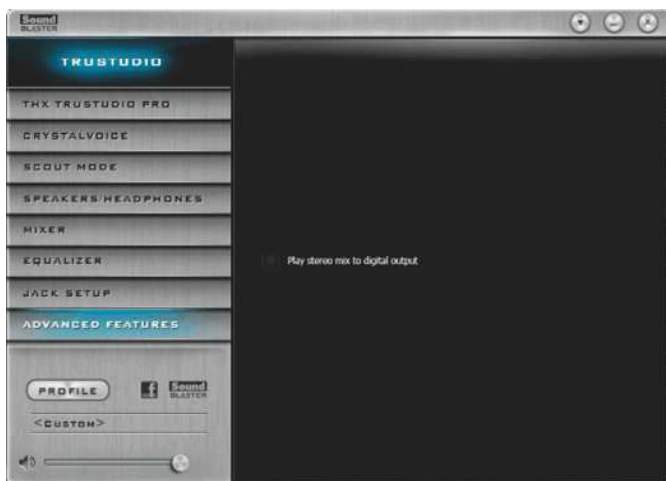 Sound
BLASTER
TRUSTUDIO
THX TRUSTUDIO PRO
CRYSTALVOICE
SCOUT MODE
SPEAKERS/HEADPHONES
MIXER
EQUALIZER
JACK SETUP
ADVANCED FEATURES
Play stereo mix to digital output
PROFILE
f
Sound
BLASTER
<CUSTOM>